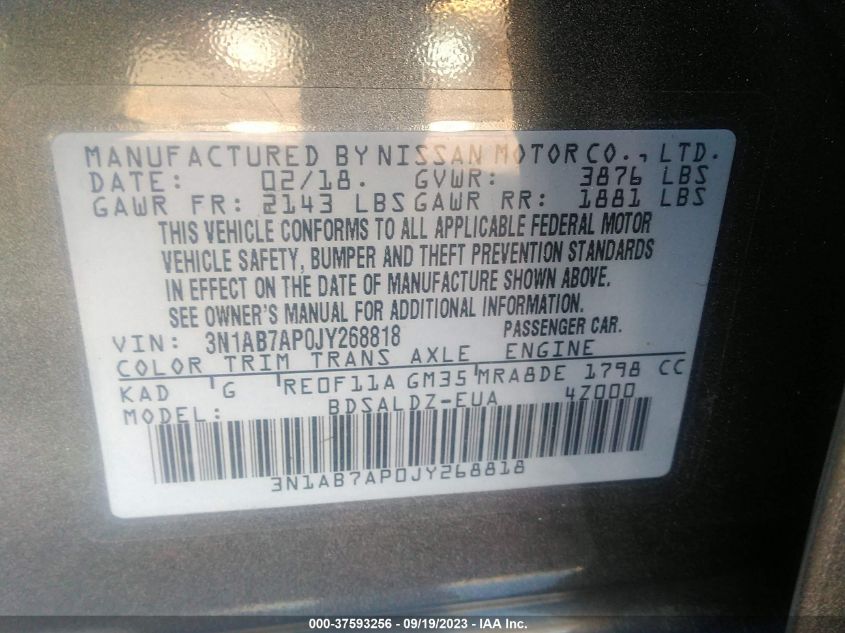 MANUFACTURED BY NISSAN MOTOR CO., LTD.
DATE: 02/18. GVWR: 3876 LBS
GAWR FR: 2143 LBS GAWR RR: 1881 LBS
THIS VEHICLE CONFORMS TO ALL APPLICABLE FEDERAL MOTOR
VEHICLE SAFETY, BUMPER AND THEFT PREVENTION STANDARDS
IN EFFECT ON THE DATE OF MANUFACTURE SHOWN ABOVE.
SEE OWNER'S MANUAL FOR ADDITIONAL INFORMATION.
VIN: 3N1AB7AP0JY268818 PASSENGER CAR.
COLOR TRIM TRANS AXLE ENGINE
KAD G RE0F11A GM35 MRA8DE 1798 CC
MODEL: BDSALDZ-EUA 4Z000
3N1AB7AP0JY268818
000-37593256 - 09/19/2023 - IAA Inc.